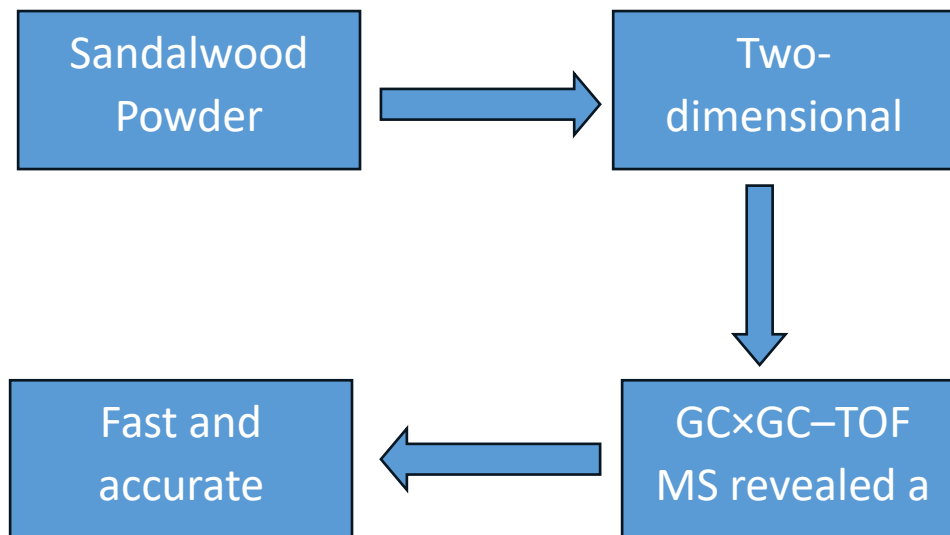 Sandalwood
Powder
Two-
dimensional
GC×GC–TOF
MS revealed a
Fast and
accurate